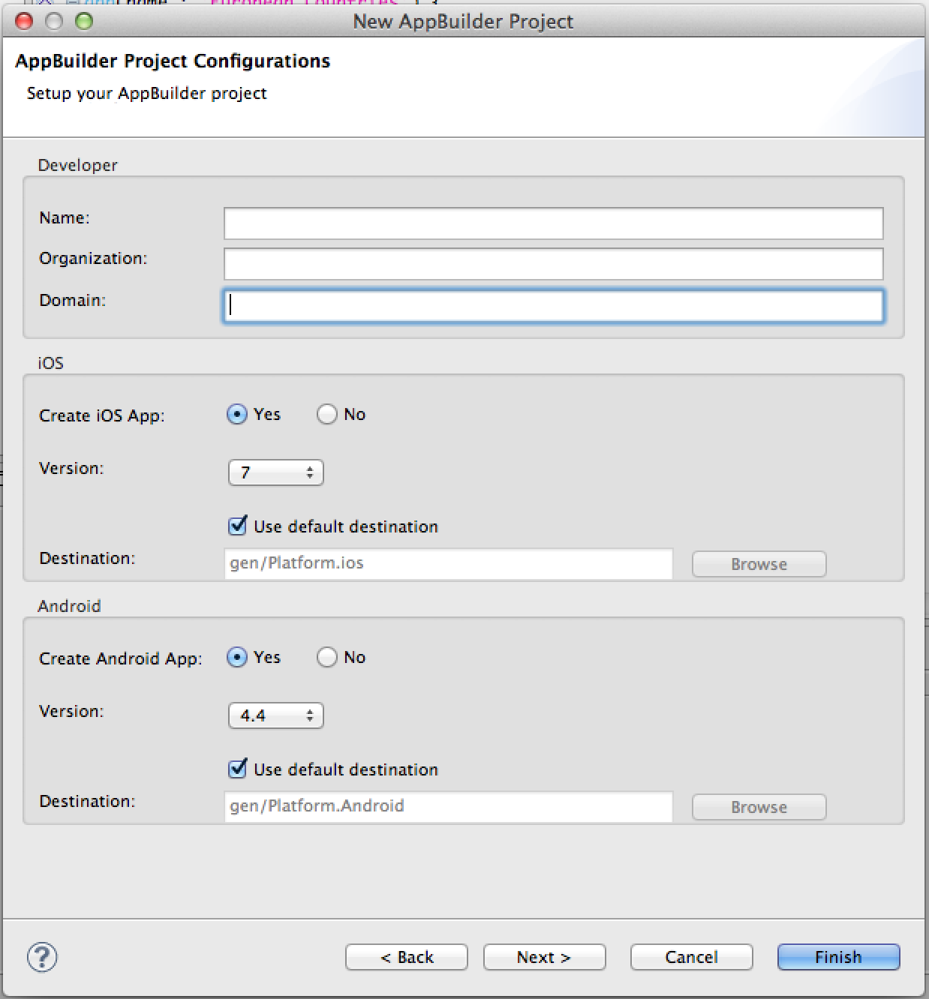 European Countries
New AppBuilder Project
AppBuilder Project Configurations
Setup your AppBuilder project
Developer
Name:
Organization:
Domain:
iOS
Create iOS App: Yes No
Version: 7
Use default destination
Destination: gen/Platform.ios Browse
Android
Create Android App: Yes No
Version: 4.4
Use default destination
Destination: gen/Platform.Android Browse
? < Back Next > Cancel Finish